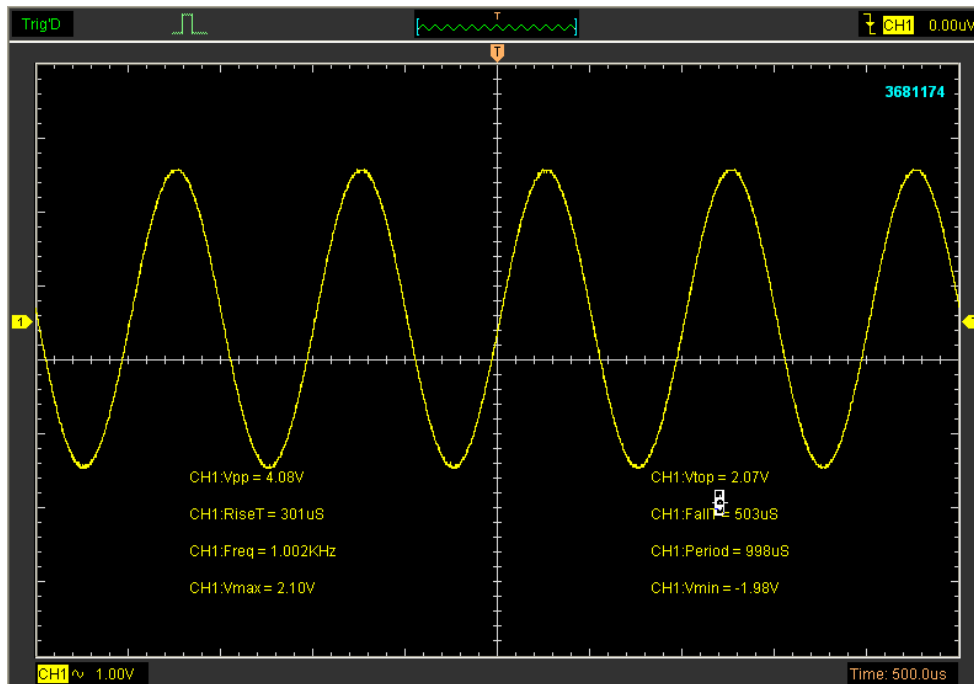 Trig'D
T
CH1 0.00uV
T
3681174
1
CH1:Vpp = 4.08V
CH1:Vtop = 2.07V
CH1:RiseT = 301uS
CH1:FallT = 503uS
CH1:Freq = 1.002KHz
CH1:Period = 998uS
CH1:Vmax = 2.10V
CH1:Vmin = -1.98V
CH1 ∿ 1.00V
Time: 500.0us